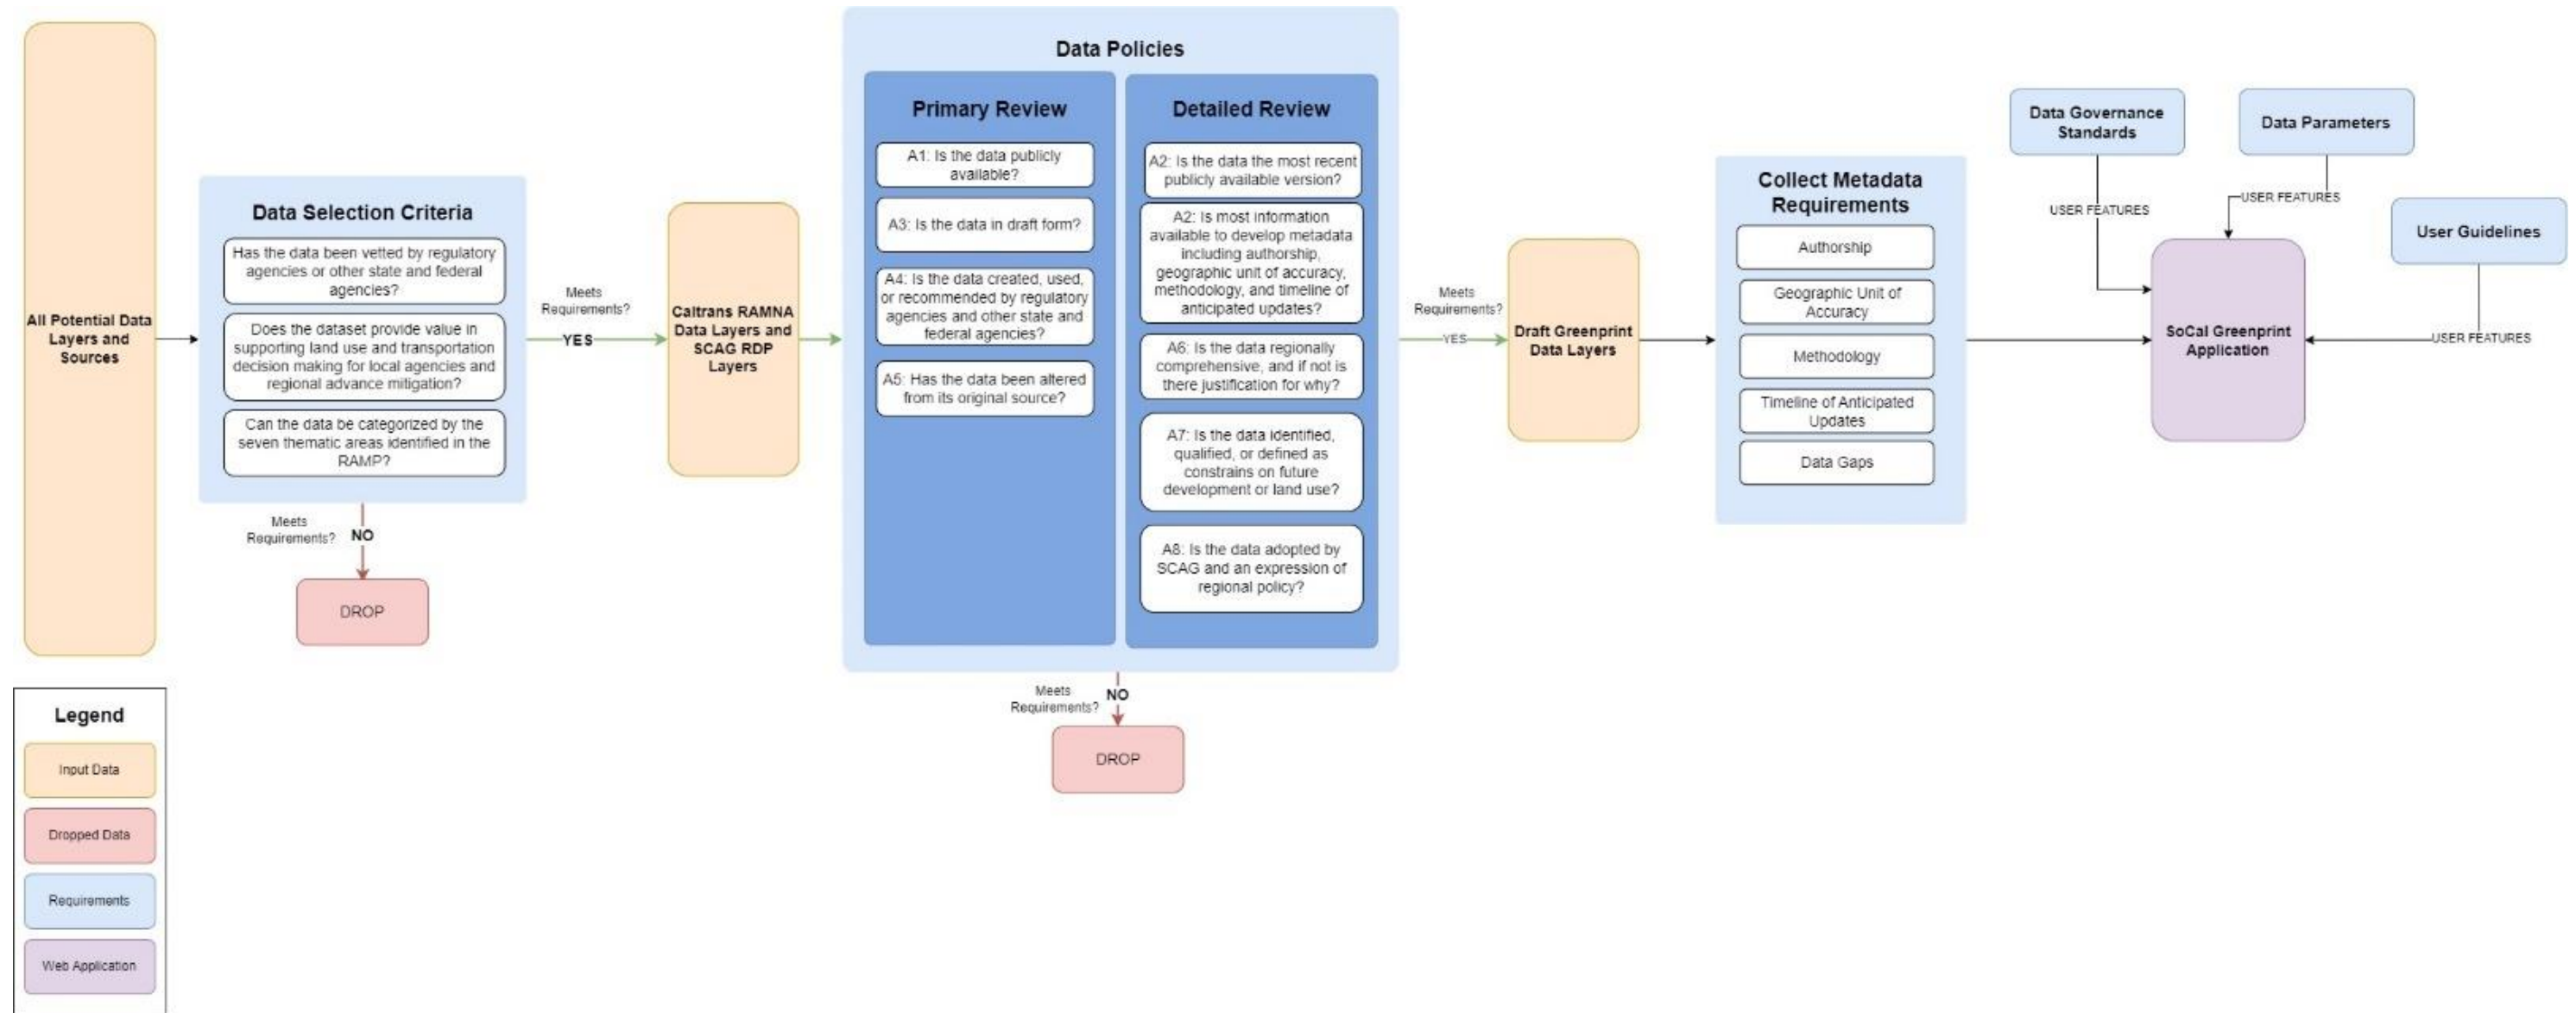 All Potential Data
Layers and
Sources
Data Selection Criteria
Has the data been vetted by regulatory
agencies or other state and federal
agencies?
Does the dataset provide value in
supporting land use and transportation
decision making for local agencies and
regional advance mitigation?
Can the data be categorized by the
seven thematic areas identified in the
RAMP?
Meets
Requirements?
NO
DROP
Meets
Requirements?
YES
Caltrans RAMNA
Data Layers and
SCAG RDP
Layers
Data Policies
Primary Review
A1: Is the data publicly
available?
A3: Is the data in draft form?
A4: Is the data created, used,
or recommended by regulatory
agencies and other state and
federal agencies?
A5: Has the data been altered
from its original source?
Detailed Review
A2: Is the data the most recent
publicly available version?
A2: Is most information
available to develop metadata
including authorship,
geographic unit of accuracy,
methodology, and timeline of
anticipated updates?
A6: Is the data regionally
comprehensive, and if not is
there justification for why?
A7: Is the data identified,
qualified, or defined as
constrains on future
development or land use?
A8: Is the data adopted by
SCAG and an expression of
regional policy?
Meets
Requirements?
NO
DROP
Meets
Requirements?
YES
Draft Greenprint
Data Layers
Collect Metadata
Requirements
Authorship
Geographic Unit of
Accuracy
Methodology
Timeline of Anticipated
Updates
Data Gaps
Data Governance
Standards
USER FEATURES
Data Parameters
USER FEATURES
User Guidelines
USER FEATURES
SoCal Greenprint
Application
Legend
Input Data
Dropped Data
Requirements
Web Application